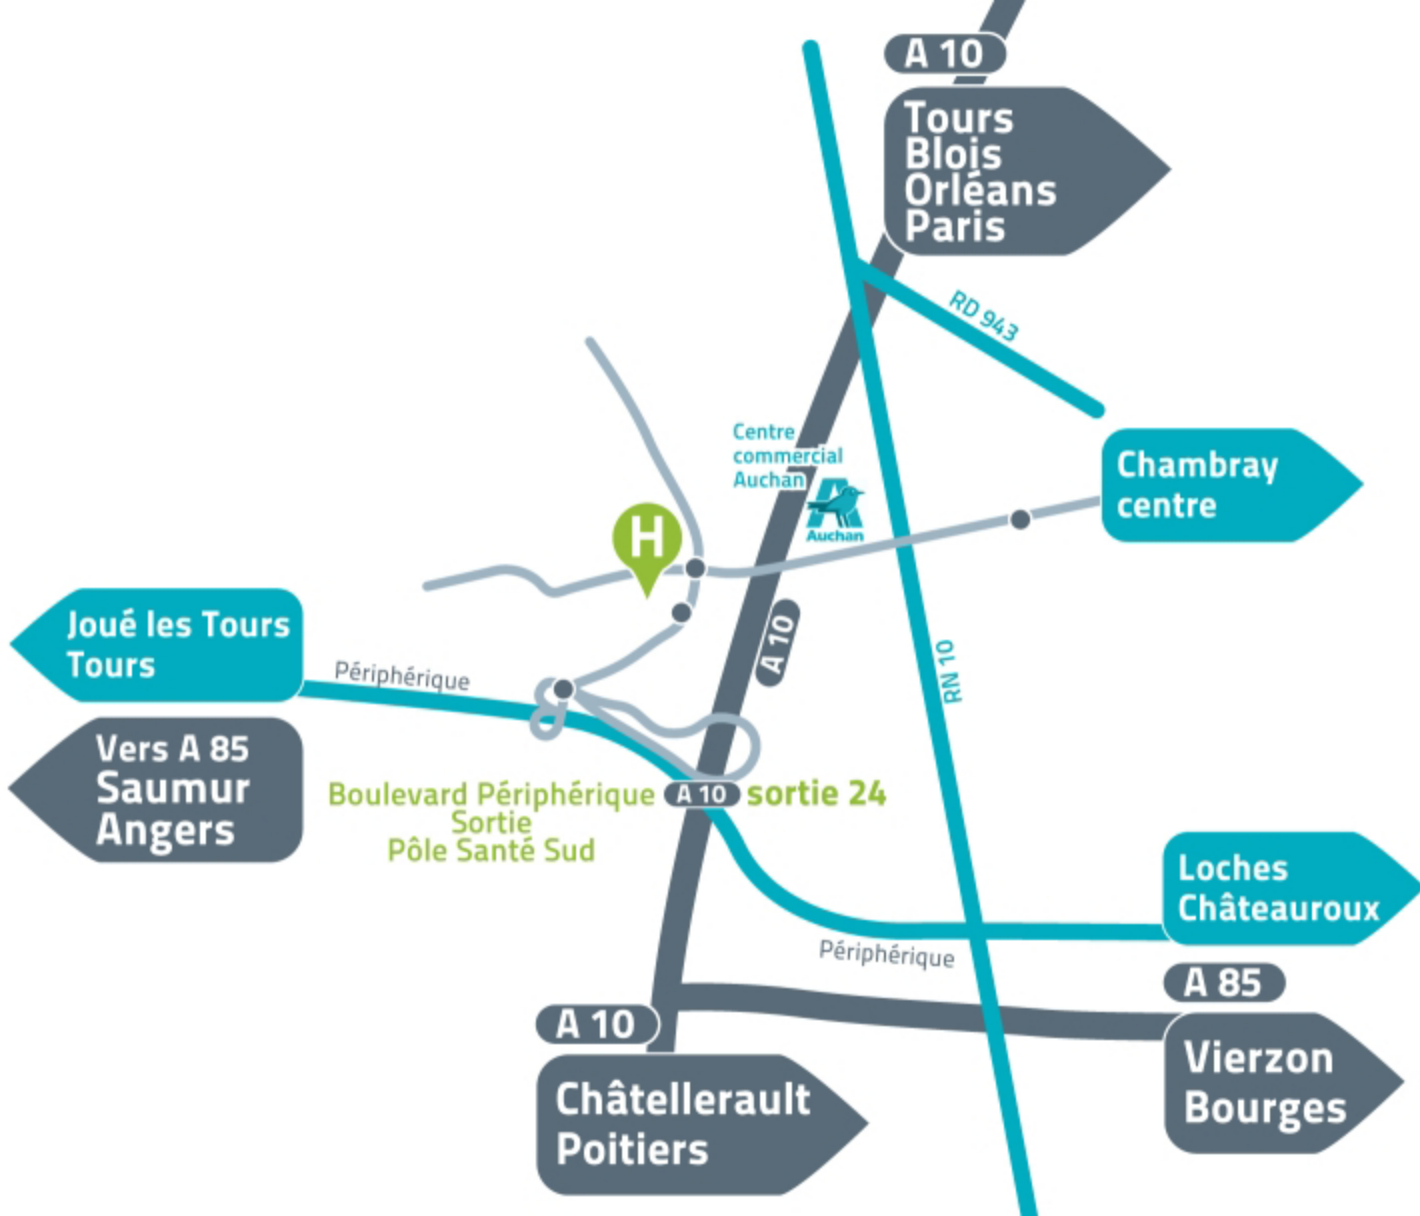 A 10
Tours
Blois
Orléans
Paris
RD 943
Centre
commercial
Auchan
Auchan
Chambray
centre
H
Joué les Tours
Tours
Périphérique
A 10
RN 10
Vers A 85
Saumur
Angers
Boulevard Périphérique A 10 sortie 24
Sortie
Pôle Santé Sud
Loches
Châteauroux
Périphérique
A 85
Vierzon
Bourges
A 10
Châtellerault
Poitiers